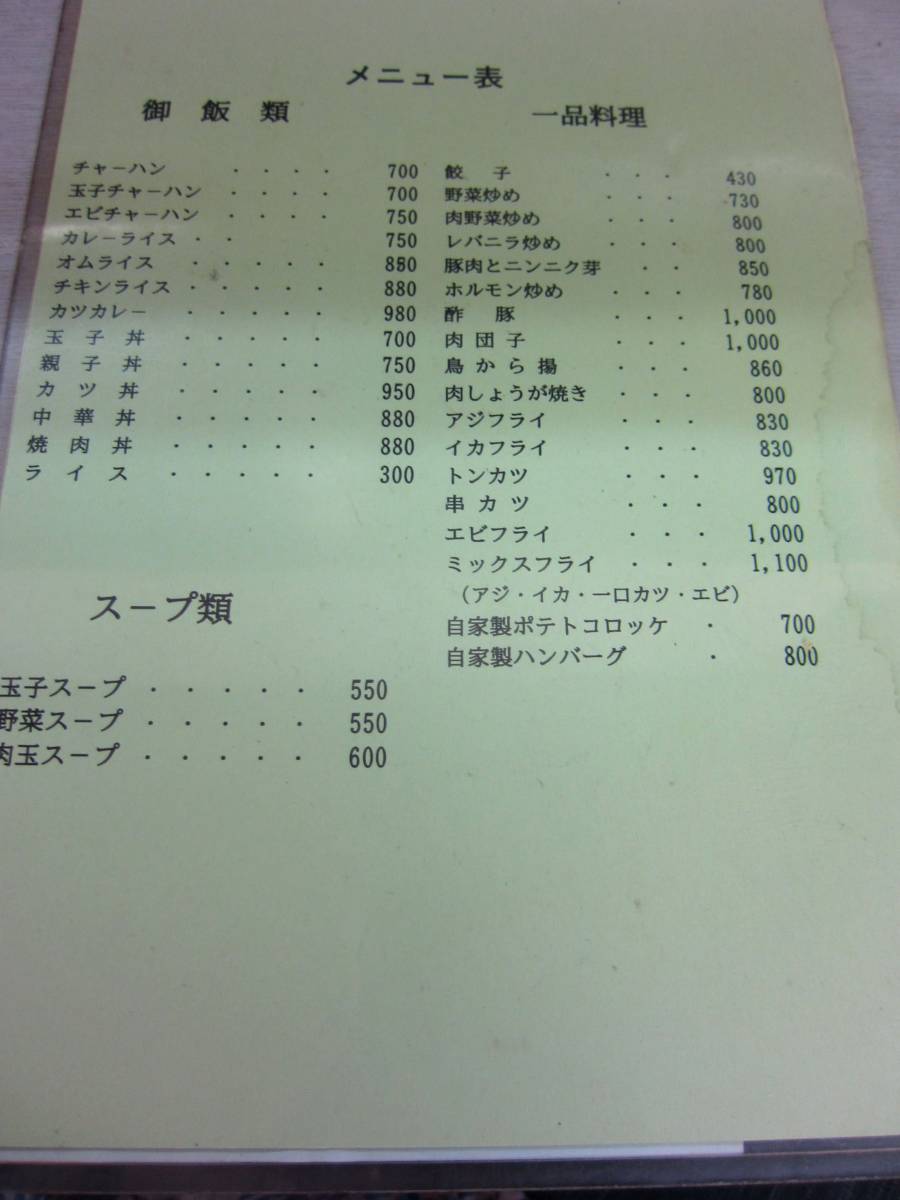 メニュー表
御飯類
チャーハン ・・・・ 700
玉子チャーハン ・・・・ 700
エビチャーハン ・・・・ 750
カレーライス ・・ 750
オムライス ・・・・・ 880
チキンライス ・・・・・ 880
カツカレー ・・・・・ 980
玉子丼 ・・・・・ 700
親子丼 ・・・・・ 750
カツ丼 ・・・・・ 950
中華丼 ・・・・・ 880
焼肉丼 ・・・・・ 880
ライス ・・・・・ 300
スープ類
玉子スープ ・・・・・ 550
野菜スープ ・・・・・ 550
肉玉スープ ・・・・・ 600
一品料理
餃子 ・・・ 430
野菜炒め ・・・ 730
肉野菜炒め ・・・ 800
レバニラ炒め ・・・ 800
豚肉とニンニク芽 ・・ 850
ホルモン炒め ・・・ 780
酢豚 ・・・ 1,000
肉団子 ・・・ 1,000
鳥から揚 ・・・ 860
肉しょうが焼き ・・・ 800
アジフライ ・・・ 830
イカフライ ・・・ 830
トンカツ ・・・ 970
串カツ ・・・ 800
エビフライ ・・・ 1,000
ミックスフライ ・・・ 1,100
（アジ・イカ・一口カツ・エビ）
自家製ポテトコロッケ ・ 700
自家製ハンバーグ ・ 800